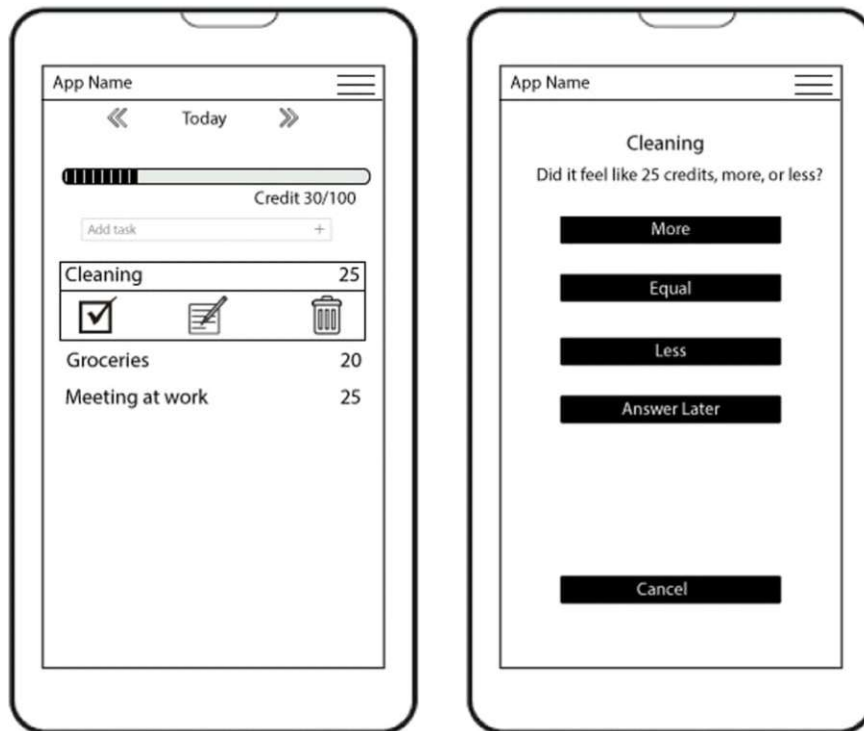 App Name
Today
Credit 30/100
Add task +
Cleaning 25
Groceries 20
Meeting at work 25
App Name
Cleaning
Did it feel like 25 credits, more, or less?
More
Equal
Less
Answer Later
Cancel